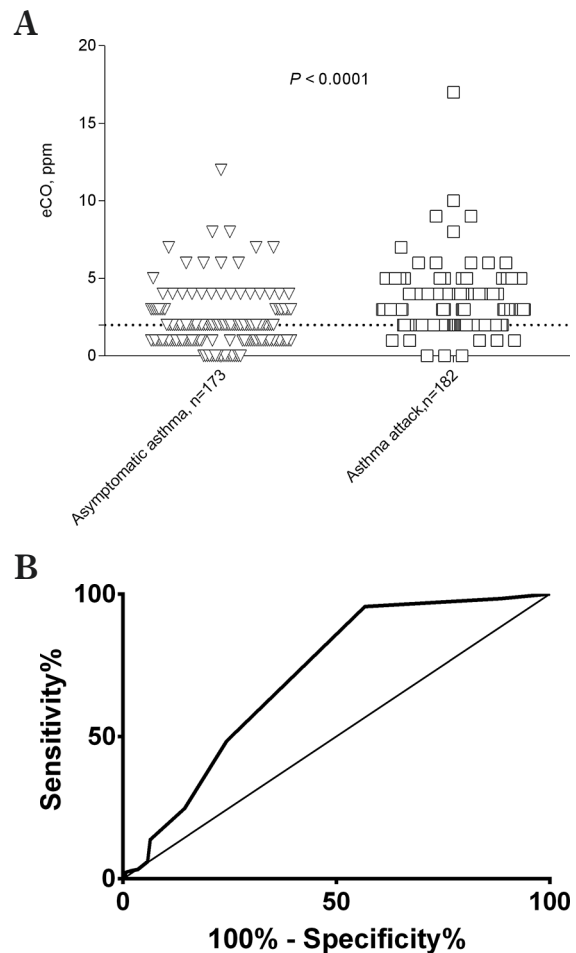 A
20
P < 0.0001
15
eCO, ppm
10
5
0
Asymptomatic asthma, n=173
Asthma attack,n=182
B
100
Sensitivity%
50
0
0 50 100
100% - Specificity%